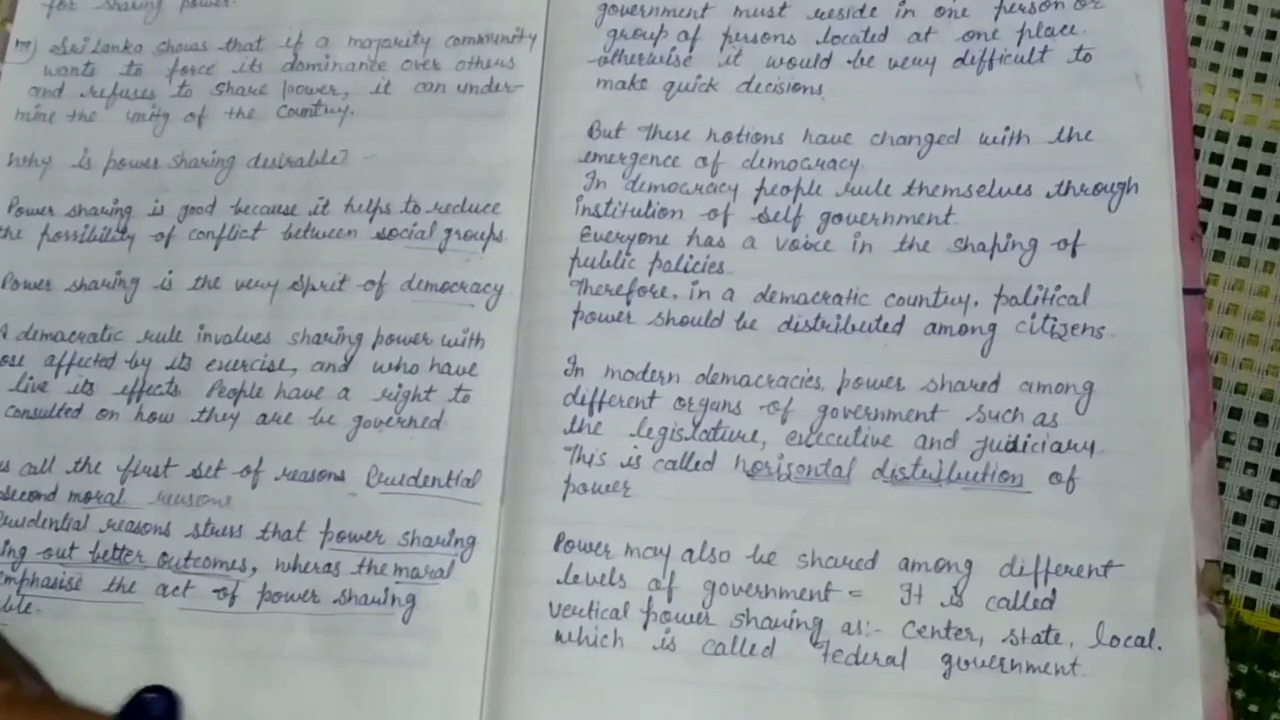 for sharing power.
Sri Lanka shows that if a majority community
wants to force its dominance over others
and refuses to share power, it can under-
mine the unity of the country.
Why is power sharing desirable? -
Power sharing is good because it helps to reduce
the possibility of conflict between social groups.
Power sharing is the very sprit of democracy
A democratic rule involves sharing power with
ose affected by its exercise, and who have
live its effects. People have a right to
consulted on how they are be governed
us call the first set of reasons Prudential
second moral reasons
Prudential reasons stress that power sharing
ing out better outcomes, wheras the moral
emphasise the act of power sharing
ble.
government must reside in one person or
group of persons located at one place.
otherwise it would be very difficult to
make quick decisions.
But these notions have changed with the
emergence of democracy.
In democracy people rule themselves through
institution of self government.
Everyone has a voice in the shaping of
public policies.
Therefore, in a democratic country, political
power should be distributed among citizens.
In modern democracies, power shared among
different organs of government such as
the legislature, executive and judiciary.
This is called horisontal distribution of
power
Power may also be shared among different
levels of government = It is called
vertical power sharing as:- Center, state, local.
which is called federal government.